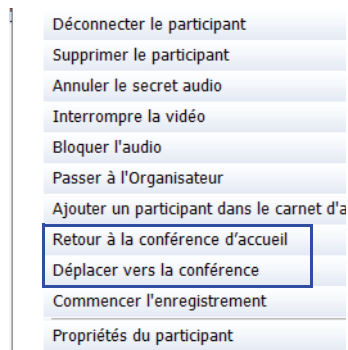 Déconnecter le participant
Supprimer le participant
Annuler le secret audio
Interrompre la vidéo
Bloquer l'audio
Passer à l'Organisateur
Ajouter un participant dans le carnet d'a
Retour à la conférence d’accueil
Déplacer vers la conférence
Commencer l'enregistrement
Propriétés du participant